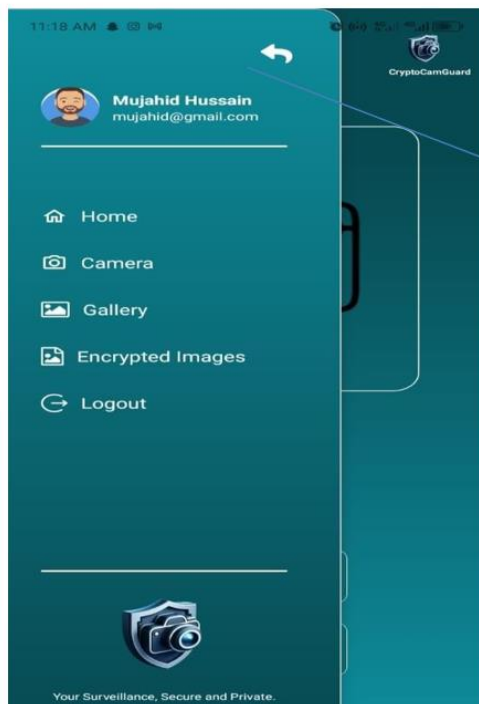 11:18 AM
CryptoCamGuard
Mujahid Hussain
mujahid@gmail.com
Home
Camera
Gallery
Encrypted Images
Logout
Your Surveillance, Secure and Private.